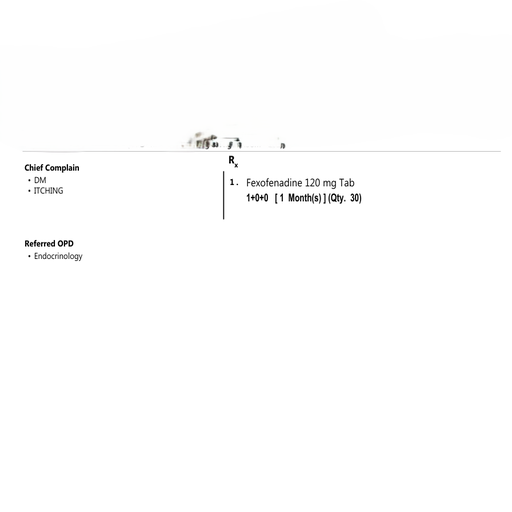 Chief Complain
• DM
• ITCHING
Referred OPD
• Endocrinology
Rx
1. Fexofenadine 120 mg Tab
1+0+0 [ 1 Month(s) ] (Qty. 30)